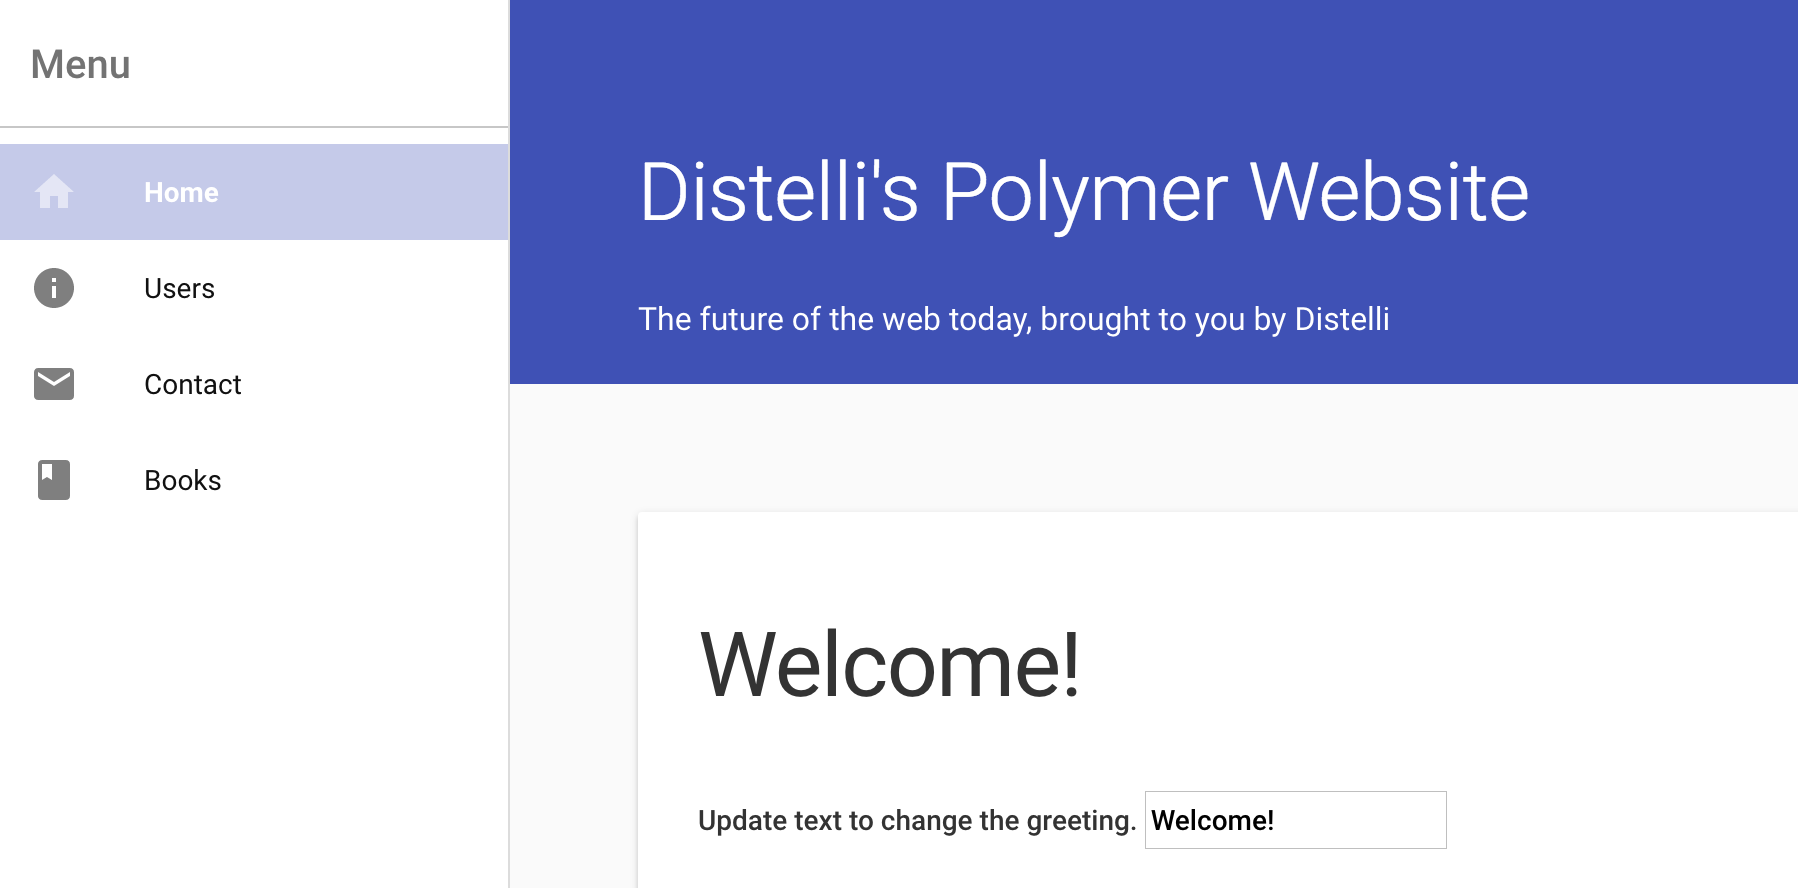 Menu
Home
Users
Contact
Books
Distelli's Polymer Website
The future of the web today, brought to you by Distelli
Welcome!
Update text to change the greeting. Welcome!